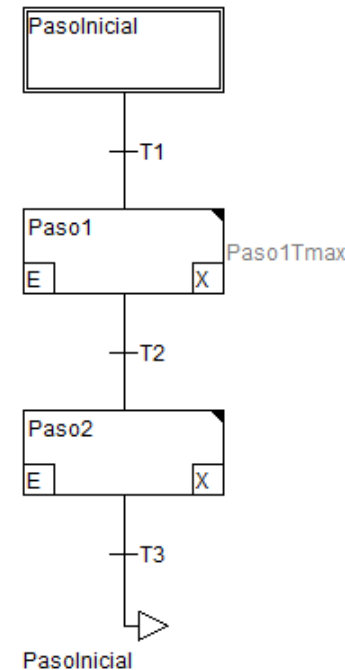 PasoInicial
T1
Paso1
Paso1Tmax
E
X
T2
Paso2
E
X
T3
PasoInicial